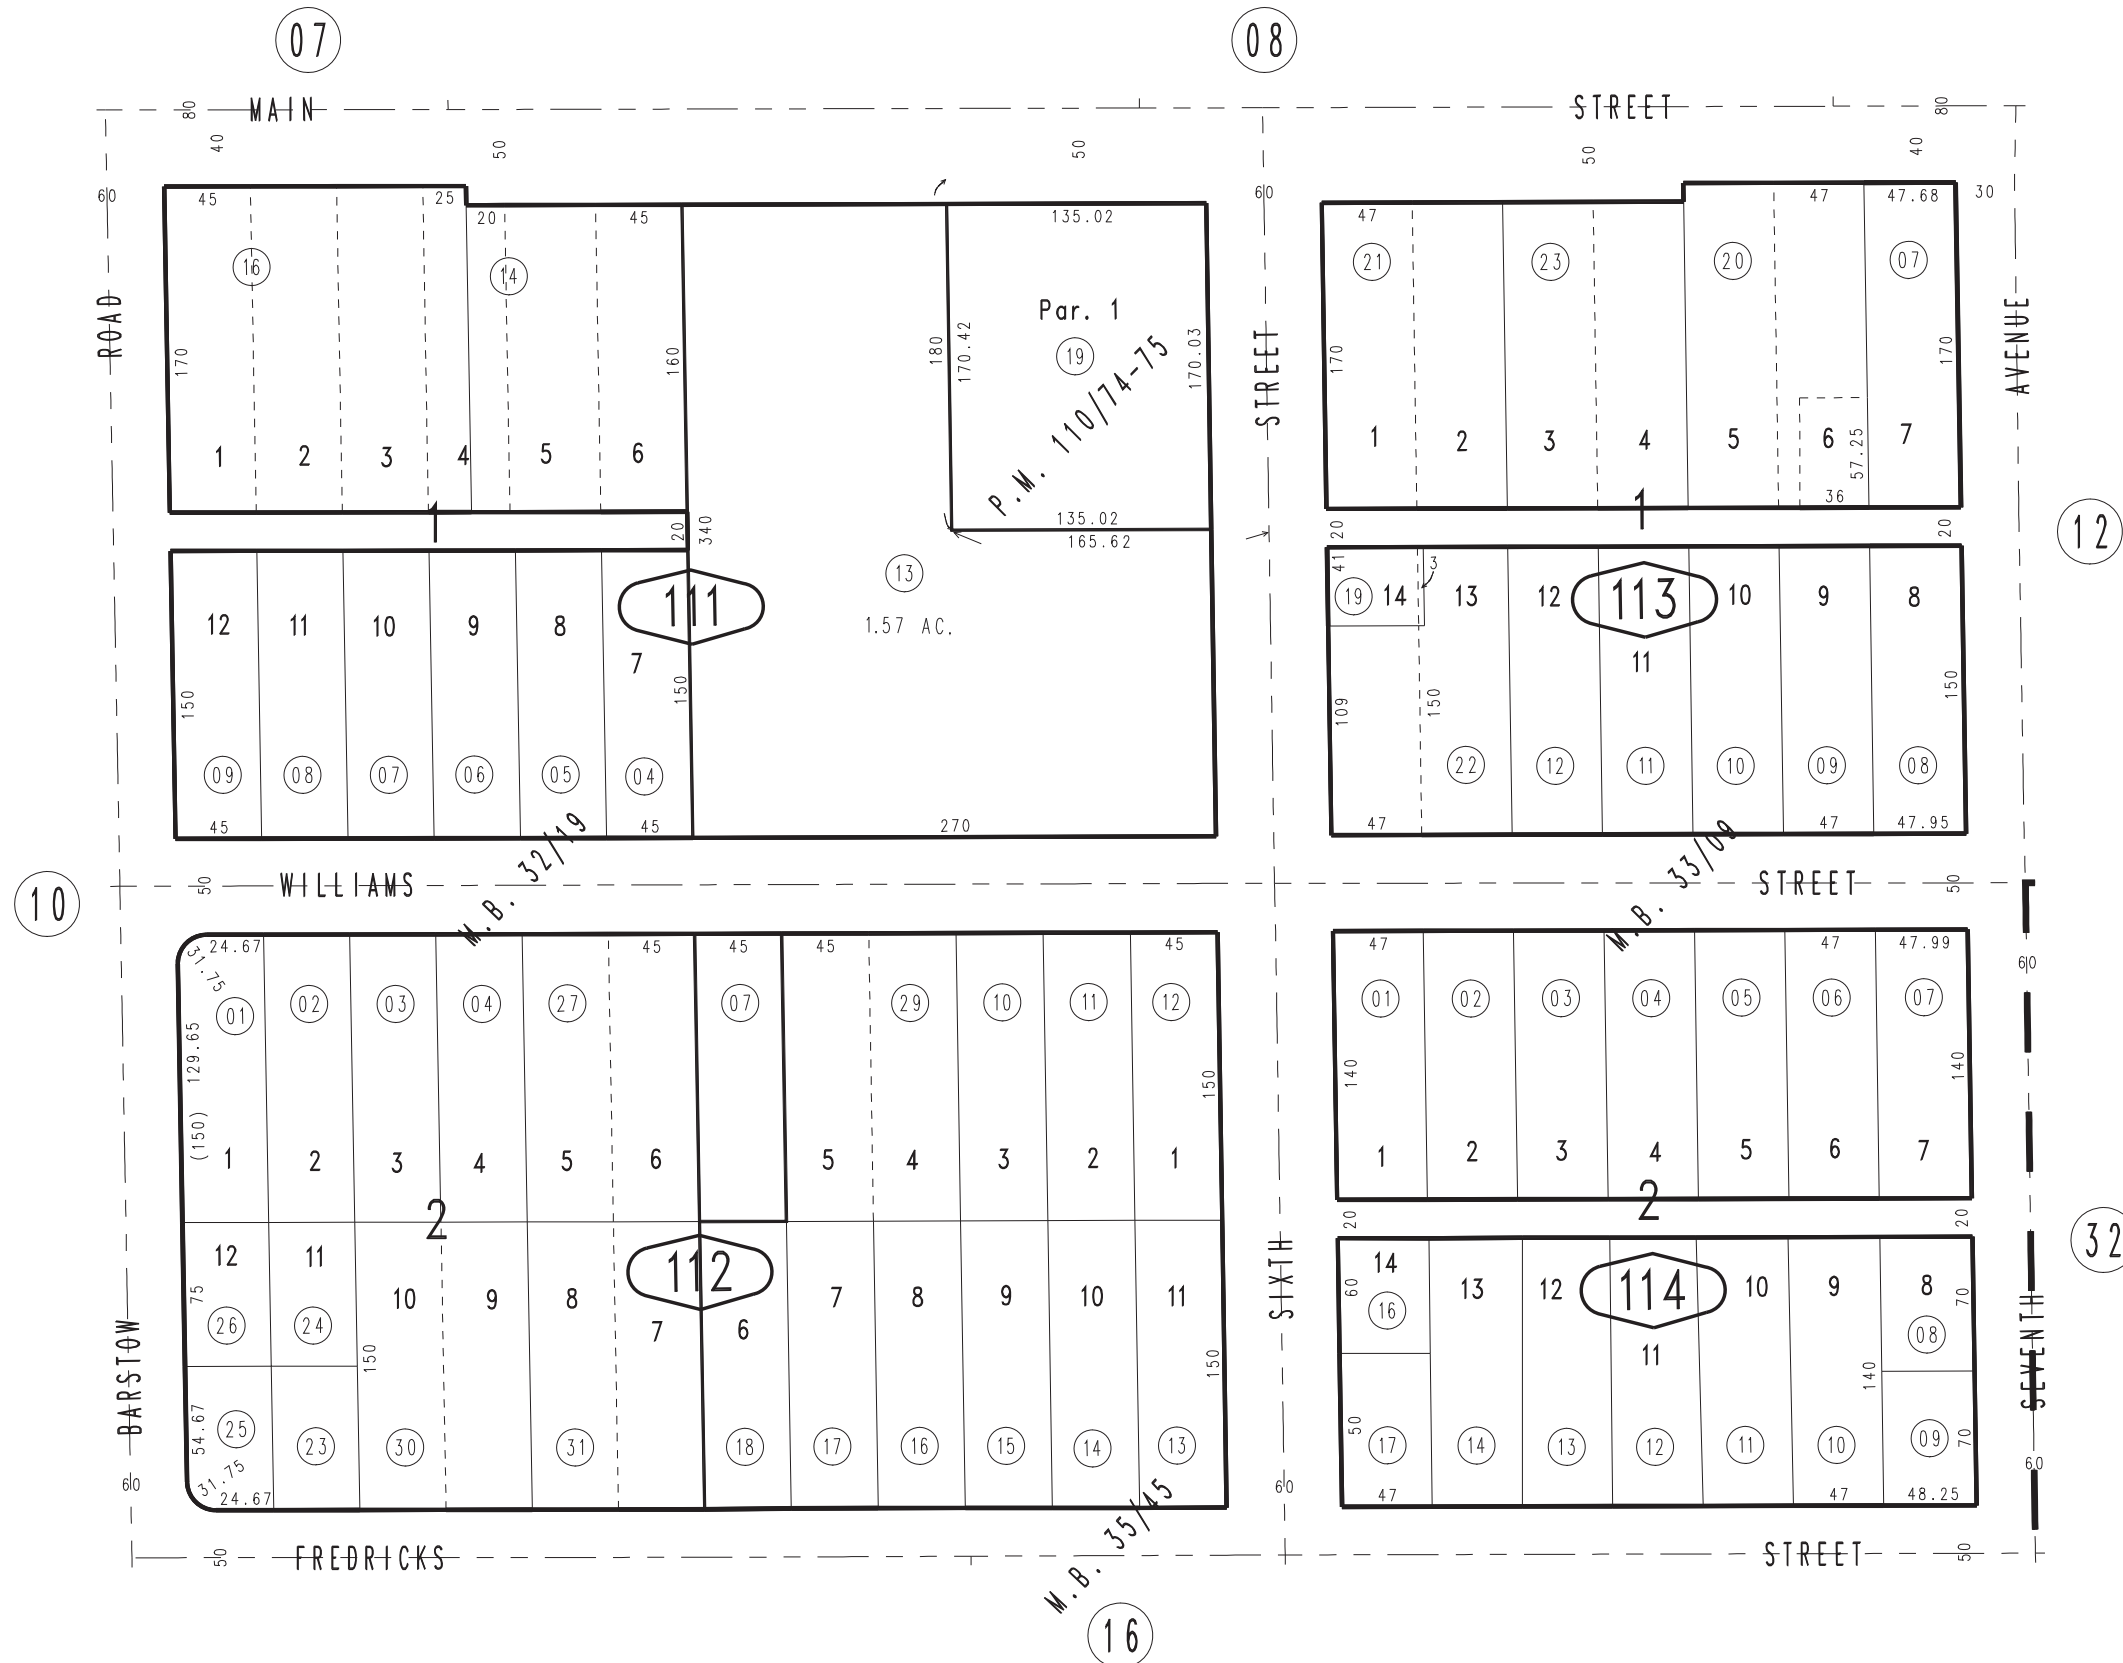 07 08
MAIN STREET
80 80
40 50 50 50 40
60 60 30
45 25 20 45 135.02 47 47 47.68
16 14 21 23 20 07
Par. 1
19
ROAD 170 160 180 170.42 170.03 STREET 170 170 AVENUE
P.M. 110/74-75
1 2 3 4 5 6 1 2 3 4 5 6 7
57.25
36
1 20 340 135.02 1 20 20 12
165.62
13
1.57 AC.
111 41 3 113
12 11 10 9 8 7 19 14 13 12 11 10 9 8
150 150 109 150 150
09 08 07 06 05 04 22 12 11 10 09 08
45 45 270 47 47 47.95
M.B. 32/19 M.B. 33/09
10
50 WILLIAMS STREET 50
24.67 45 45 45 45 47 47 47.99
31.75 60
01 02 03 04 27 07 29 10 11 12 01 02 03 04 05 06 07
129.65 150 140 140
(150)
1 2 3 4 5 6 5 4 3 2 1 1 2 3 4 5 6 7
2 2
20 20 32
12 11 10 9 8 7 112 6 7 8 9 10 11 14 13 12 114 11 10 9 8
75 60 70
26 24 16 08
150 150 140
BARSTOW SIXTH SEVENTH
25 23 30 31 18 17 16 15 14 13 17 14 13 12 11 10 09
54.67 50 70
31.75
24.67 47 47 48.25
60 60 60
M.B. 35/45
50 FREDRICKS STREET 50
16